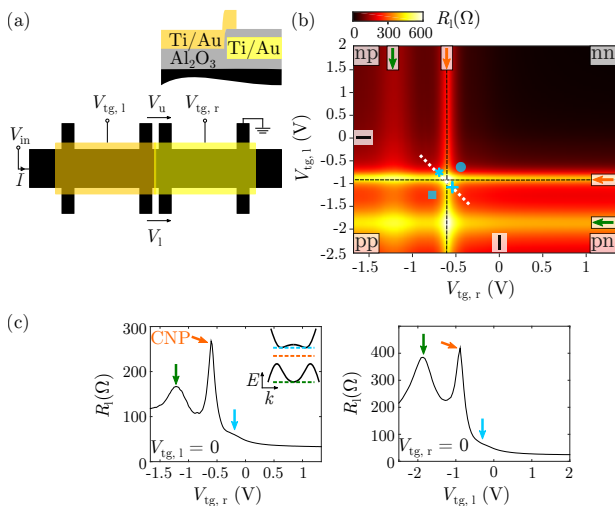 (a)
Ti/Au
Ti/Au
Al₂O₃
V_tg, l
V_u
V_tg, r
V_in
I
V_l
(b)
R_l(Ω)
0 300 600
np
nn
pp
pn
2
1.5
1
0.5
0
-0.5
-1
-1.5
-2
-2.5
V_tg, l (V)
-1.5 -1 -0.5 0 0.5 1
V_tg, r (V)
(c)
300
200
100
0
R_l(Ω)
CNP
E
k
V_tg, l = 0
-1.5 -1 -0.5 0 0.5 1
V_tg, r (V)
400
300
200
100
0
R_l(Ω)
V_tg, r = 0
-2 -1 0 1 2
V_tg, l (V)